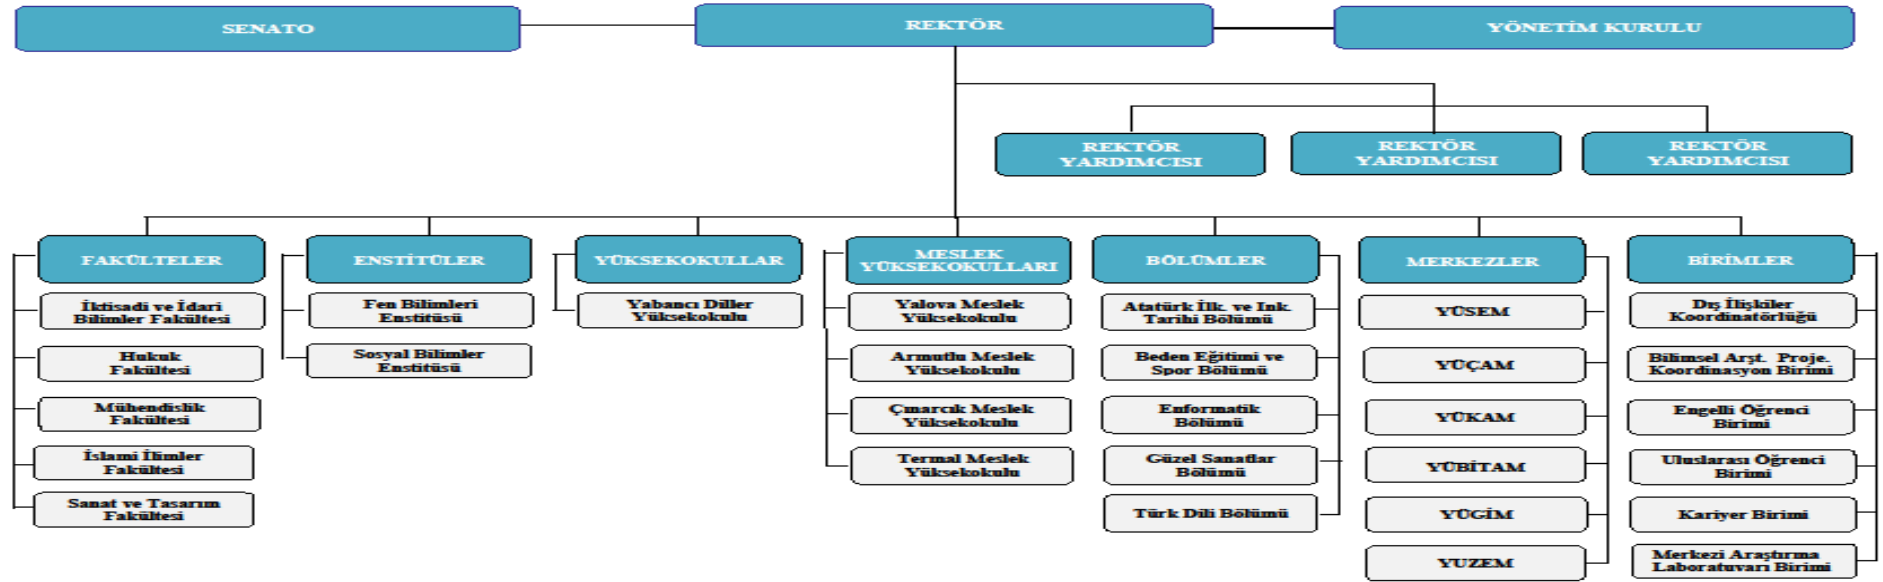 SENATO
REKTÖR
YÖNETİM KURULU
REKTÖR
YARDIMCISI
REKTÖR
YARDIMCISI
REKTÖR
YARDIMCISI
FAKÜLTELER
İktisadi ve İdari
Bilimler Fakültesi
Hukuk
Fakültesi
Mühendislik
Fakültesi
İslami İlimler
Fakültesi
Sanat ve Tasarım
Fakültesi
ENSTİTÜLER
Fen Bilimleri
Enstitüsü
Sosyal Bilimler
Enstitüsü
YÜKSEKOKULLAR
Yabancı Diller
Yüksekokulu
MESLEK
YÜKSEKOKULLARI
Yalova Meslek
Yüksekokulu
Armutlu Meslek
Yüksekokulu
Çınarcık Meslek
Yüksekokulu
Termal Meslek
Yüksekokulu
BÖLÜMLER
Atatürk İlk. ve Ink.
Tarihi Bölümü
Beden Eğitimi ve
Spor Bölümü
Enformatik
Bölümü
Güzel Sanatlar
Bölümü
Türk Dili Bölümü
MERKEZLER
YÜSEM
YÜÇAM
YÜKAM
YÜBİTAM
YÜGİM
YUZEM
BİRİMLER
Dış İlişkiler
Koordinatörlüğü
Bilimsel Arşt. Proje.
Koordinasyon Birimi
Engelli Öğrenci
Birimi
Uluslarası Öğrenci
Birimi
Kariyer Birimi
Merkezi Araştırma
Laboratuvarı Birimi